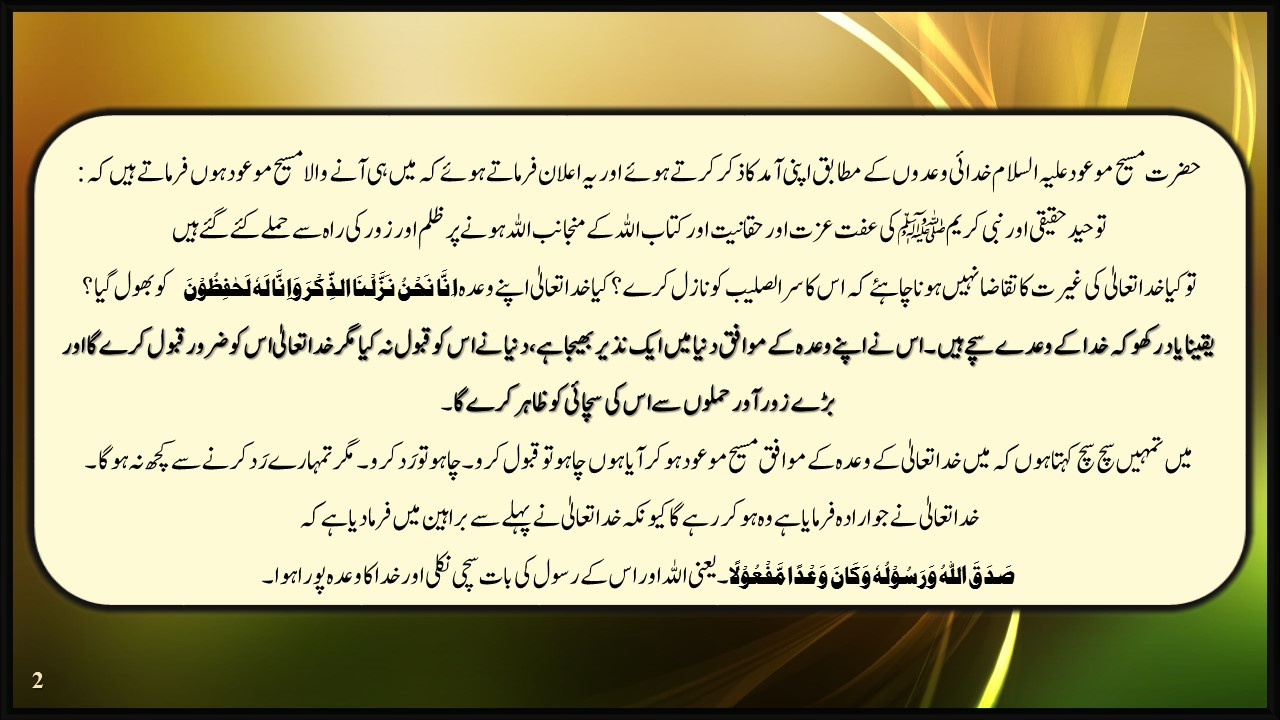 حضرت مسیح موعود علیہ السلام خدائی وعدوں کے مطابق اپنی آمد کا ذکر کرتے ہوئے اور یہ اعلان فرماتے ہوئے کہ میں ہی آنے والا مسیح موعود ہوں فرماتے ہیں کہ :
توحید حقیقی اور نبی کریم ﷺ کی عفت عزت اور حقانیت اور کتاب اللہ کے منجانب اللہ ہونے پر ظلم اور زور کی راہ سے حملے کئے گئے ہیں
تو کیا خدا تعالیٰ کی غیرت کا تقاضا نہیں ہونا چاہئے کہ اس کاسر الصلیب کو نازل کرے؟ کیا خدا تعالیٰ اپنے وعدہ اِنَّا نَحْنُ نَزَّلْنَا الذِّكْرَ وَاِنَّا لَهٗ لَحٰفِظُوْنَ کو بھول گیا؟
یقینا یاد رکھو کہ خدا کے وعدے سچے ہیں۔ اس نے اپنے وعدہ کے موافق دنیا میں ایک نذیر بھیجا ہے، دنیا نے اس کو قبول نہ کیا مگر خدا تعالیٰ اس کو ضرور قبول کرے گا اور
بڑے زور آور حملوں سے اس کی سچائی کو ظاہر کرے گا۔
میں تمہیں سچ سچ کہتا ہوں کہ میں خدا تعالیٰ کے وعدہ کے موافق مسیح موعود ہو کر آیا ہوں چاہو تو قبول کرو۔ چاہو تو رَد کرو۔ مگر تمہارے رَد کرنے سے کچھ نہ ہوگا۔
خدا تعالیٰ نے جو ارادہ فرمایا ہے وہ ہو کر رہے گا کیونکہ خدا تعالیٰ نے پہلے سے براہین میں فرما دیا ہے کہ
صَدَقَ اللّٰهُ وَرَسُوْلُهٗ وَكَانَ وَعْدًا مَّفْعُوْلًا۔ یعنی اللہ اور اس کے رسول کی بات سچی نکلی اور خدا کا وعدہ پورا ہوا۔
2